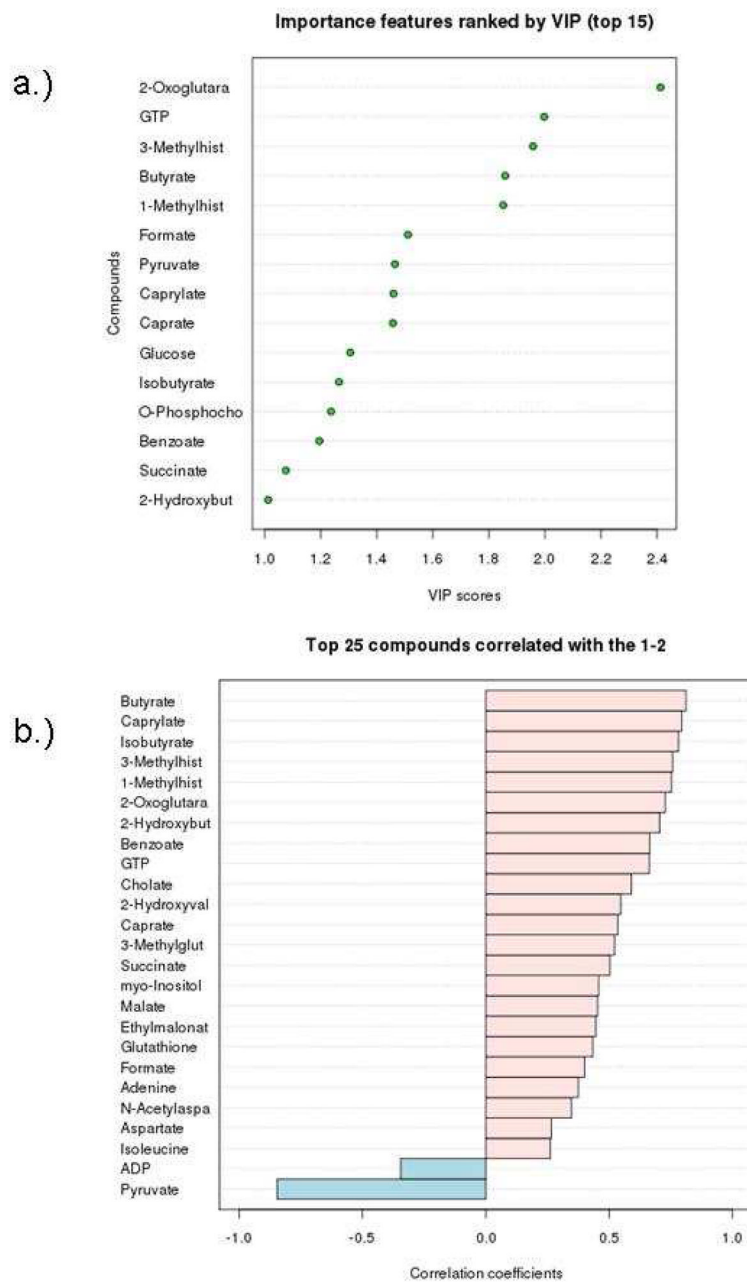 Importance features ranked by VIP (top 15)
a.)
2-Oxoglutara
GTP
3-Methylhist
Butyrate
1-Methylhist
Formate
Pyruvate
Caprylate
Caprate
Glucose
Isobutyrate
O-Phosphocho
Benzoate
Succinate
2-Hydroxybut
Compounds
1.0 1.2 1.4 1.6 1.8 2.0 2.2 2.4
VIP scores
Top 25 compounds correlated with the 1-2
b.)
Butyrate
Caprylate
Isobutyrate
3-Methylhist
1-Methylhist
2-Oxoglutara
2-Hydroxybut
Benzoate
GTP
Cholate
2-Hydroxyval
Caprate
3-Methylglut
Succinate
myo-Inositol
Malate
Ethylmalonat
Glutathione
Formate
Adenine
N-Acetylaspa
Aspartate
Isoleucine
ADP
Pyruvate
-1.0 -0.5 0.0 0.5 1.0
Correlation coefficients